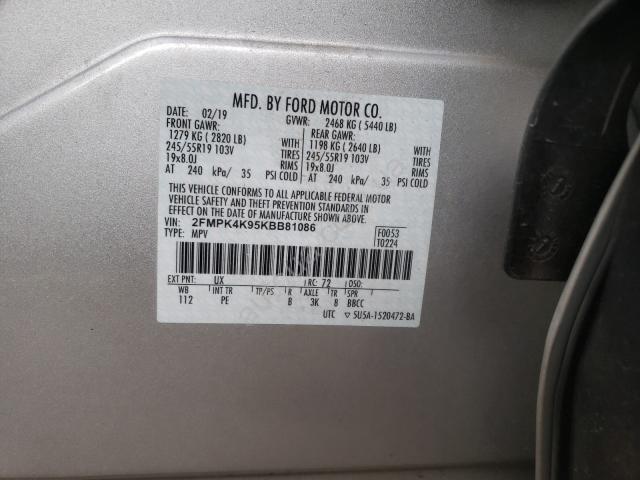 MFD. BY FORD MOTOR CO.
DATE: 02/19 GVWR: 2468 KG ( 5440 LB)
FRONT GAWR: REAR GAWR:
1279 KG ( 2820 LB) WITH 1198 KG ( 2640 LB) WITH
245/55R19 103V TIRES 245/55R19 103V TIRES
19x8.0J RIMS 19x8.0J RIMS
AT 240 kPa/ 35 PSI COLD AT 240 kPa/ 35 PSI COLD
THIS VEHICLE CONFORMS TO ALL APPLICABLE FEDERAL MOTOR
VEHICLE SAFETY AND THEFT PREVENTION STANDARDS IN
EFFECT ON THE DATE OF MANUFACTURE SHOWN ABOVE.
VIN: 2FMPK4K95KBB81086 F0053
TYPE: MPV T0224
EXT PNT: UX RC: 72 DSO:
WB INT TR TP/PS R AXLE TR SPR
112 PE B 3K 8 BBCC
UTC ▽ 5U5A-1520472-BA